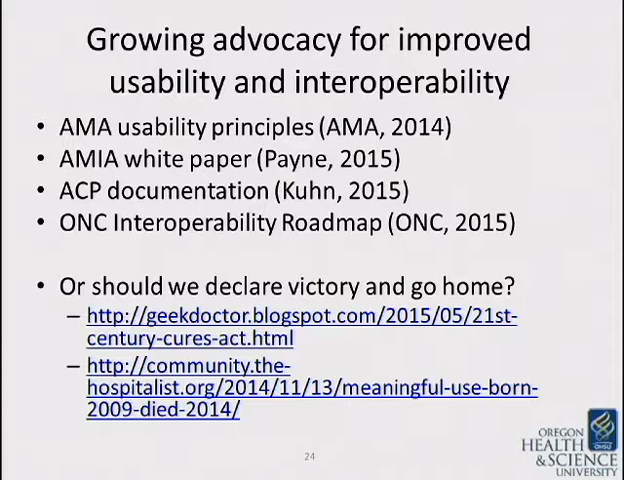 Growing advocacy for improved
usability and interoperability
• AMA usability principles (AMA, 2014)
• AMIA white paper (Payne, 2015)
• ACP documentation (Kuhn, 2015)
• ONC Interoperability Roadmap (ONC, 2015)
• Or should we declare victory and go home?
– http://geekdoctor.blogspot.com/2015/05/21st-
century-cures-act.html
– http://community.the-
hospitalist.org/2014/11/13/meaningful-use-born-
2009-died-2014/
24
OREGON
HEALTH
& SCIENCE
UNIVERSITY
OHSU